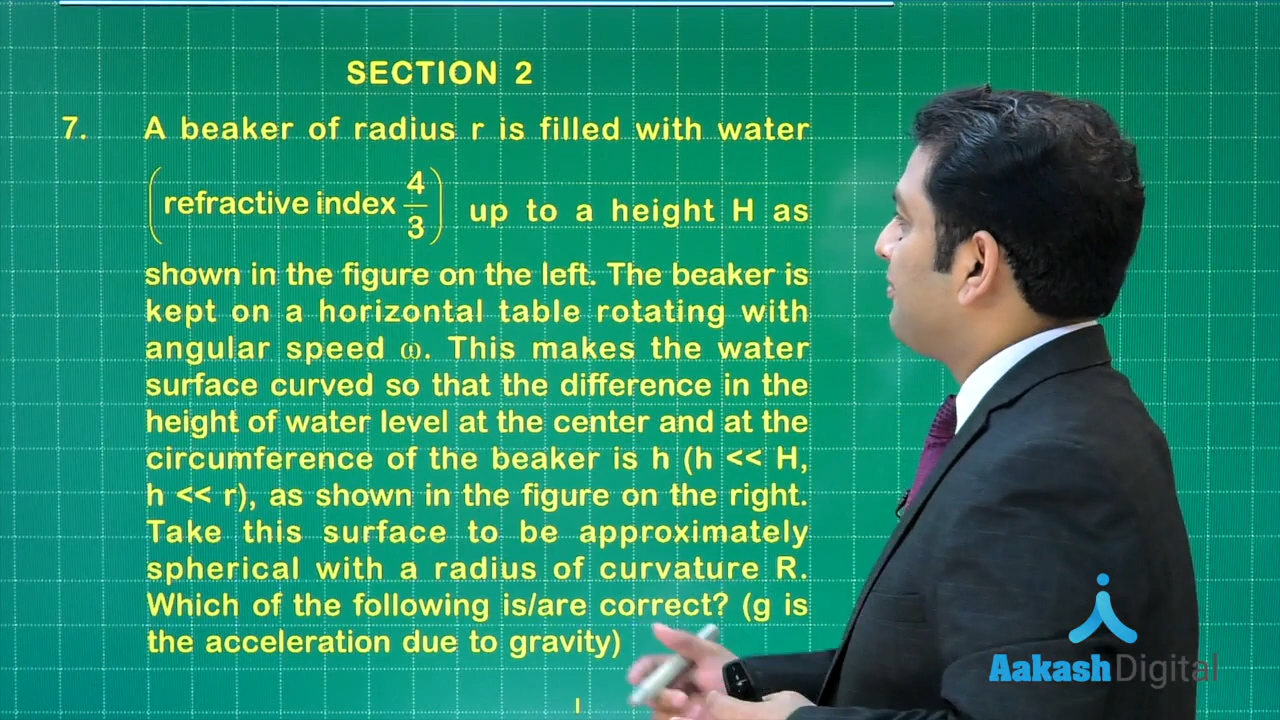 SECTION 2
7. A beaker of radius r is filled with water
(refractive index 4/3) up to a height H as
shown in the figure on the left. The beaker is
kept on a horizontal table rotating with
angular speed ω. This makes the water
surface curved so that the difference in the
height of water level at the center and at the
circumference of the beaker is h (h << H,
h << r), as shown in the figure on the right.
Take this surface to be approximately
spherical with a radius of curvature R.
Which of the following is/are correct? (g is
the acceleration due to gravity)
Aakash Digital